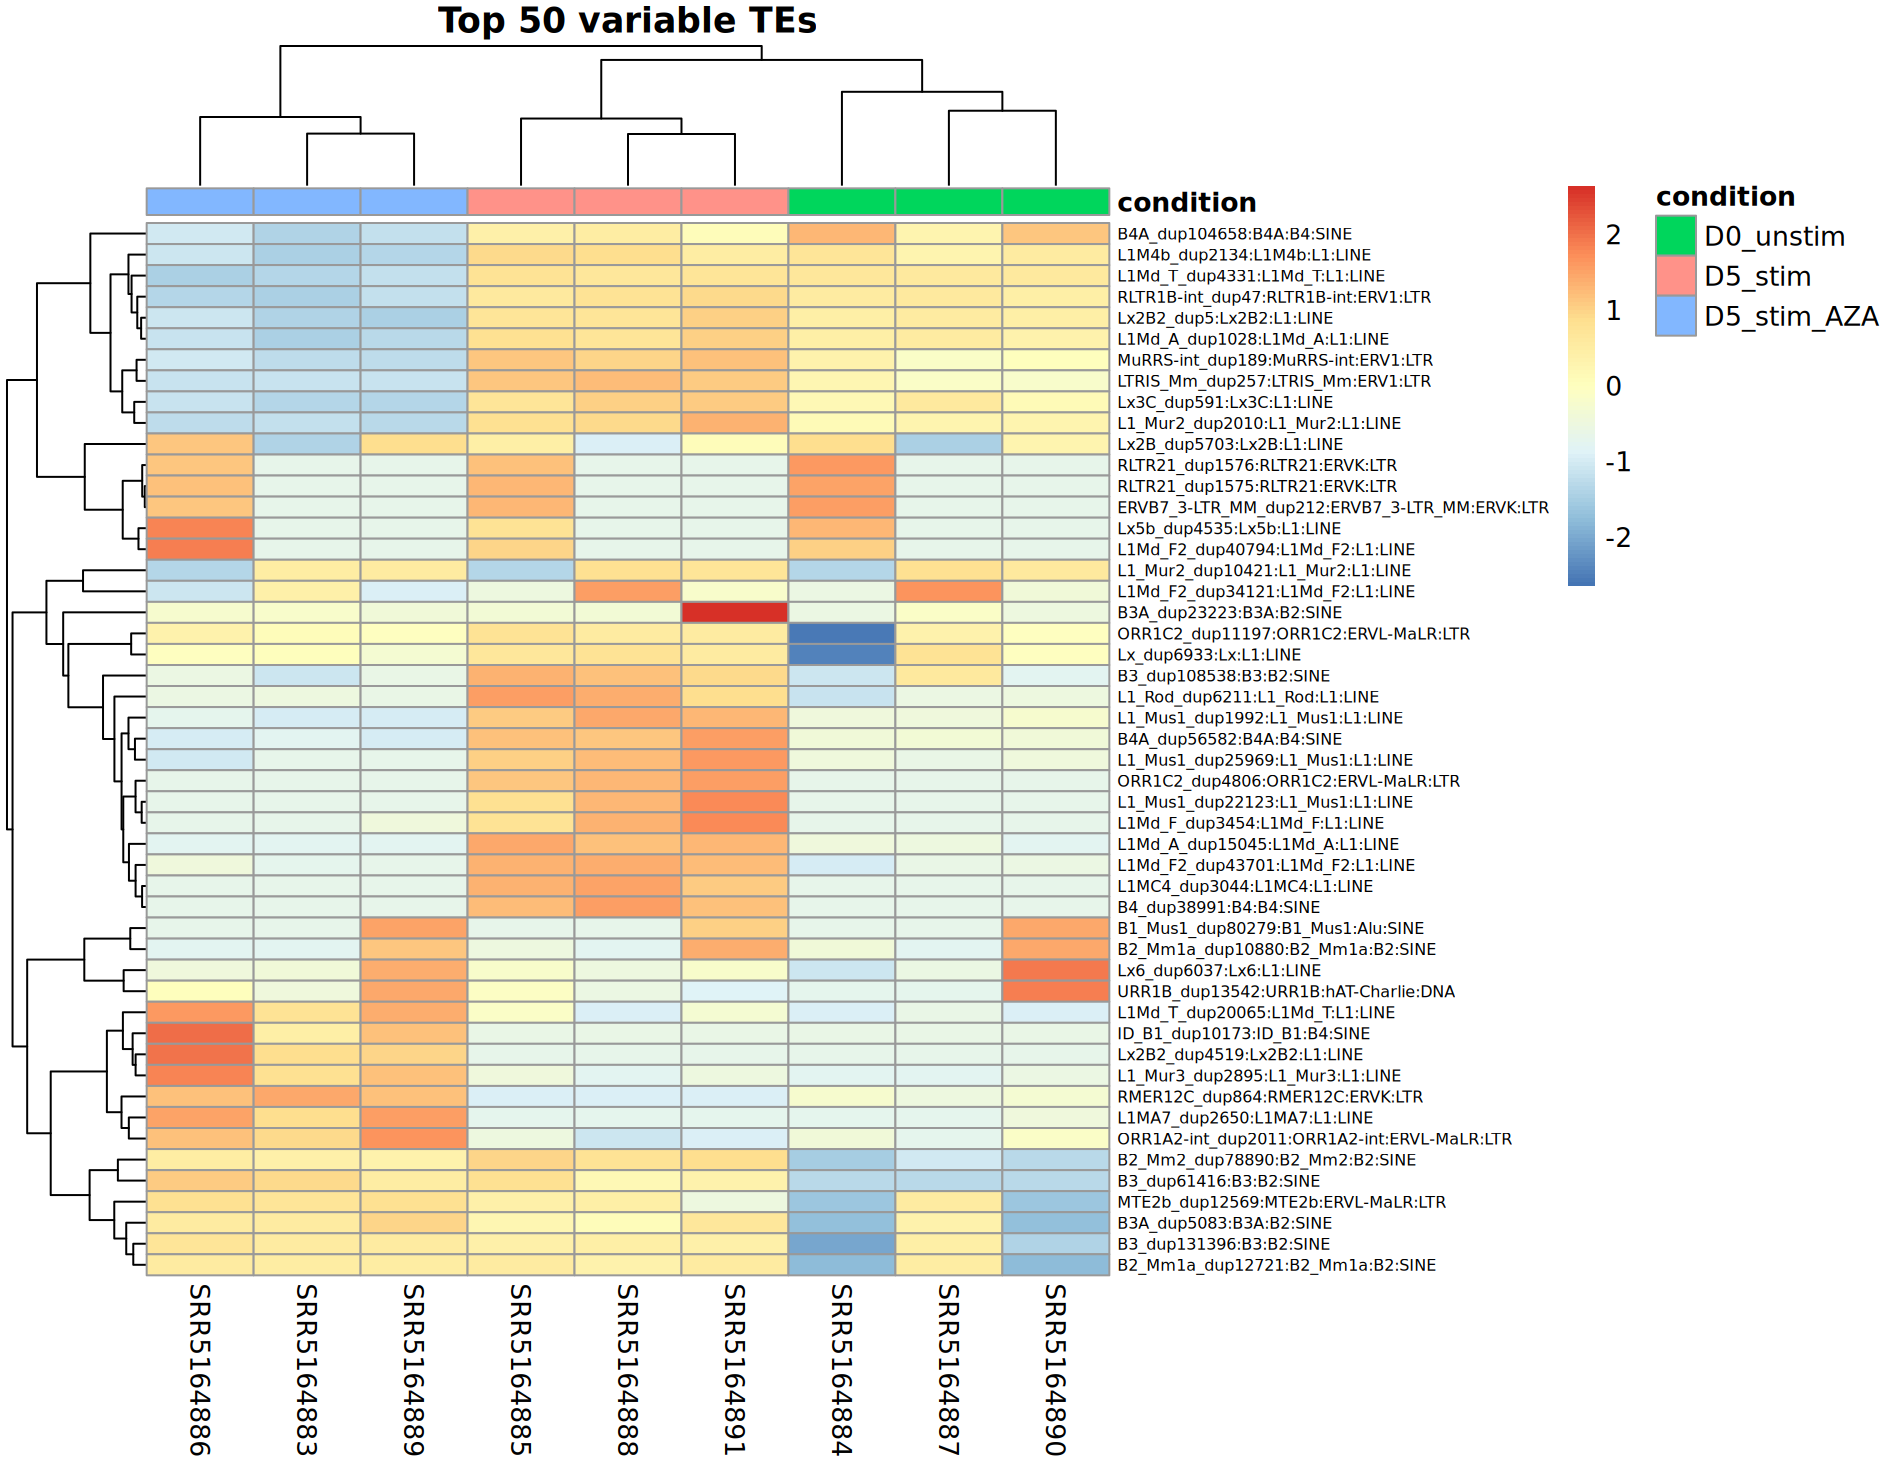 Top 50 variable TEs
condition
B4A_dup104658:B4A:B4:SINE
L1M4b_dup2134:L1M4b:L1:LINE
L1Md_T_dup4331:L1Md_T:L1:LINE
RLTR1B-int_dup47:RLTR1B-int:ERV1:LTR
Lx2B2_dup5:Lx2B2:L1:LINE
L1Md_A_dup1028:L1Md_A:L1:LINE
MuRRS-int_dup189:MuRRS-int:ERV1:LTR
LTRIS_Mm_dup257:LTRIS_Mm:ERV1:LTR
Lx3C_dup591:Lx3C:L1:LINE
L1_Mur2_dup2010:L1_Mur2:L1:LINE
Lx2B_dup5703:Lx2B:L1:LINE
RLTR21_dup1576:RLTR21:ERVK:LTR
RLTR21_dup1575:RLTR21:ERVK:LTR
ERVB7_3-LTR_MM_dup212:ERVB7_3-LTR_MM:ERVK:LTR
Lx5b_dup4535:Lx5b:L1:LINE
L1Md_F2_dup40794:L1Md_F2:L1:LINE
L1_Mur2_dup10421:L1_Mur2:L1:LINE
L1Md_F2_dup34121:L1Md_F2:L1:LINE
B3A_dup23223:B3A:B2:SINE
ORR1C2_dup11197:ORR1C2:ERVL-MaLR:LTR
Lx_dup6933:Lx:L1:LINE
B3_dup108538:B3:B2:SINE
L1_Rod_dup6211:L1_Rod:L1:LINE
L1_Mus1_dup1992:L1_Mus1:L1:LINE
B4A_dup56582:B4A:B4:SINE
L1_Mus1_dup25969:L1_Mus1:L1:LINE
ORR1C2_dup4806:ORR1C2:ERVL-MaLR:LTR
L1_Mus1_dup22123:L1_Mus1:L1:LINE
L1Md_F_dup3454:L1Md_F:L1:LINE
L1Md_A_dup15045:L1Md_A:L1:LINE
L1Md_F2_dup43701:L1Md_F2:L1:LINE
L1MC4_dup3044:L1MC4:L1:LINE
B4_dup38991:B4:B4:SINE
B1_Mus1_dup80279:B1_Mus1:Alu:SINE
B2_Mm1a_dup10880:B2_Mm1a:B2:SINE
Lx6_dup6037:Lx6:L1:LINE
URR1B_dup13542:URR1B:hAT-Charlie:DNA
L1Md_T_dup20065:L1Md_T:L1:LINE
ID_B1_dup10173:ID_B1:B4:SINE
Lx2B2_dup4519:Lx2B2:L1:LINE
L1_Mur3_dup2895:L1_Mur3:L1:LINE
RMER12C_dup864:RMER12C:ERVK:LTR
L1MA7_dup2650:L1MA7:L1:LINE
ORR1A2-int_dup2011:ORR1A2-int:ERVL-MaLR:LTR
B2_Mm2_dup78890:B2_Mm2:B2:SINE
B3_dup61416:B3:B2:SINE
MTE2b_dup12569:MTE2b:ERVL-MaLR:LTR
B3A_dup5083:B3A:B2:SINE
B3_dup131396:B3:B2:SINE
B2_Mm1a_dup12721:B2_Mm1a:B2:SINE
SRR5164886
SRR5164883
SRR5164889
SRR5164885
SRR5164888
SRR5164891
SRR5164884
SRR5164887
SRR5164890
2
1
0
-1
-2
condition
D0_unstim
D5_stim
D5_stim_AZA